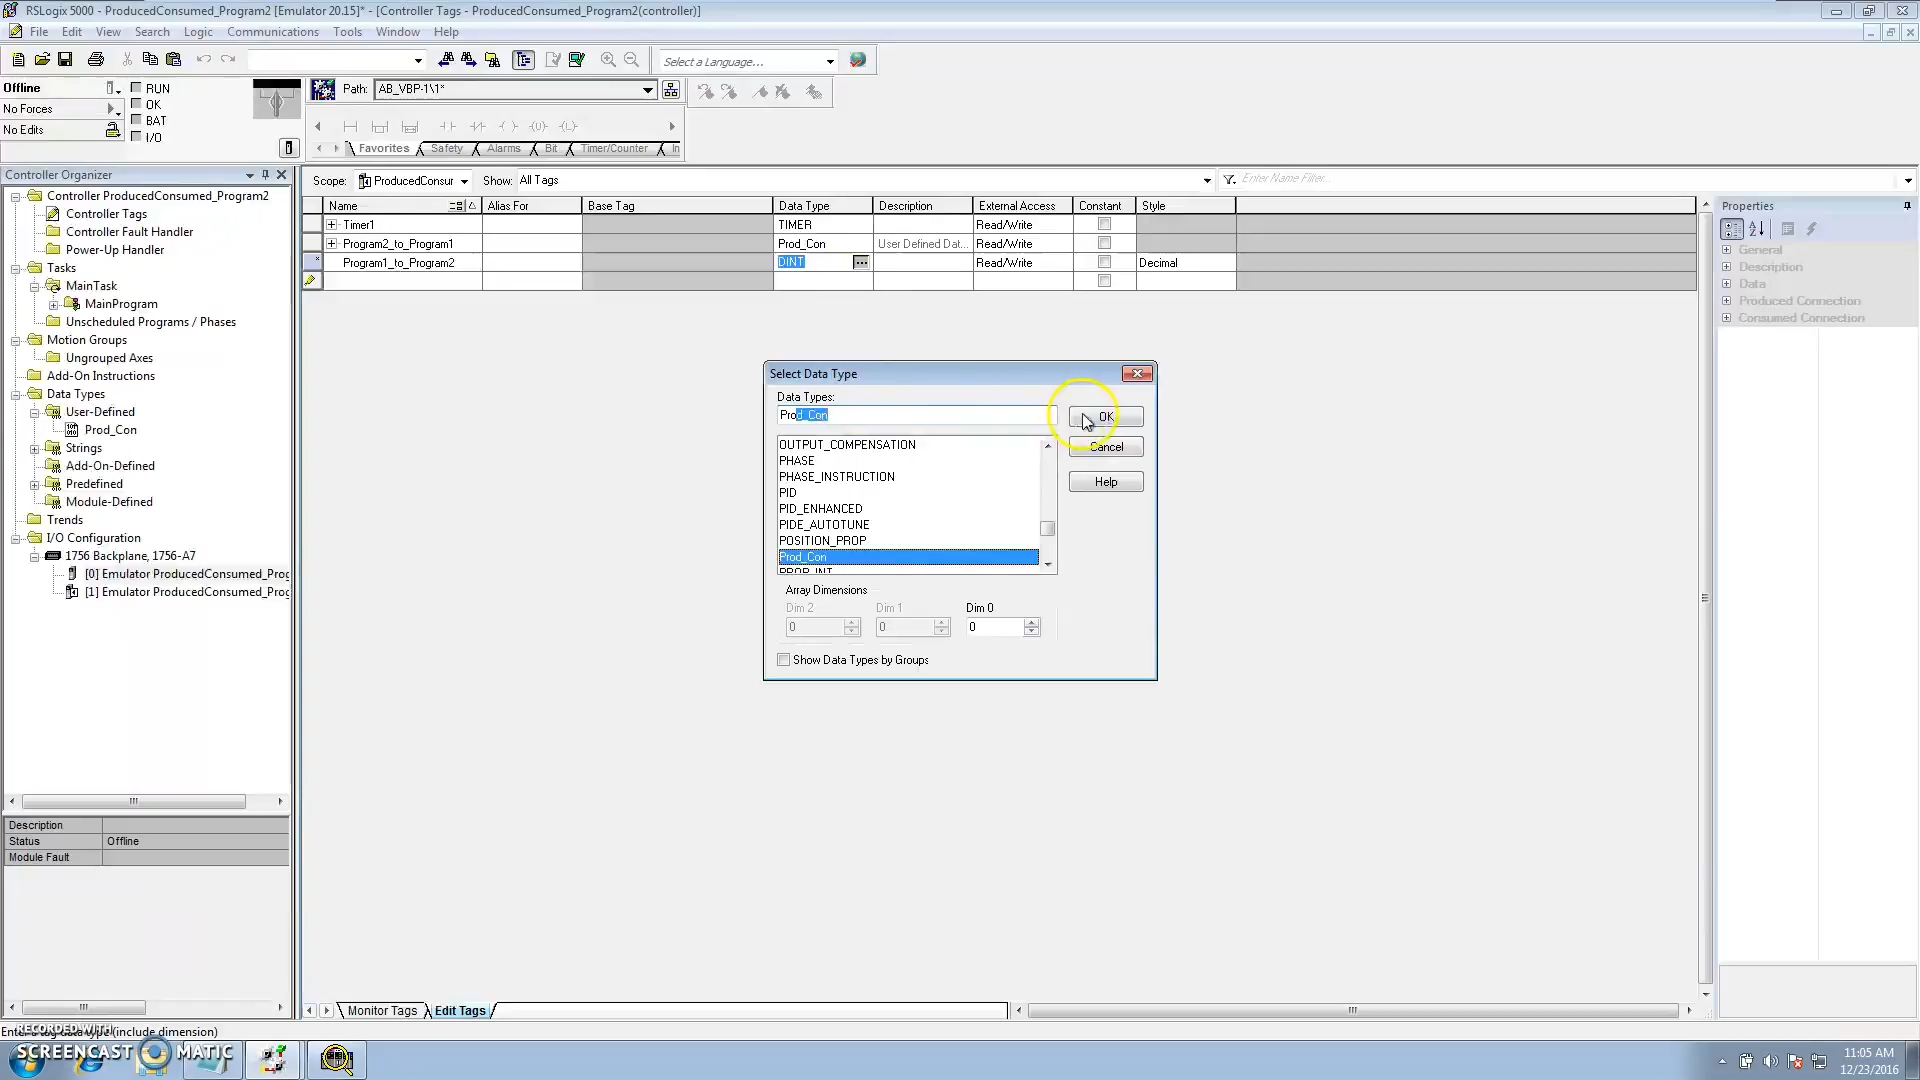 RSLogix 5000 - ProducedConsumed_Program2 [Emulator 20.15]* - [Controller Tags - ProducedConsumed_Program2(controller)]
File Edit View Search Logic Communications Tools Window Help
Select a Language...
Offline RUN
No Forces OK
No Edits BAT
I/O
Path: AB_VBP-1\1*
Favorites Safety Alarms Bit Timer/Counter In
Controller Organizer
Controller ProducedConsumed_Program2
Controller Tags
Controller Fault Handler
Power-Up Handler
Tasks
MainTask
MainProgram
Unscheduled Programs / Phases
Motion Groups
Ungrouped Axes
Add-On Instructions
Data Types
User-Defined
Prod_Con
Strings
Add-On-Defined
Predefined
Module-Defined
Trends
I/O Configuration
1756 Backplane, 1756-A7
[0] Emulator ProducedConsumed_Prog
[1] Emulator ProducedConsumed_Prog
Description
Status Offline
Module Fault
Scope: ProducedConsur Show: All Tags Enter Name Filter...
Name Alias For Base Tag Data Type Description External Access Constant Style
Timer1 TIMER Read/Write
Program2_to_Program1 Prod_Con User Defined Dat... Read/Write
Program1_to_Program2 DINT ... Read/Write Decimal
Select Data Type
Data Types:
Prod_Con
OK
Cancel
Help
OUTPUT_COMPENSATION
PHASE
PHASE_INSTRUCTION
PID
PID_ENHANCED
PIDE_AUTOTUNE
POSITION_PROP
Prod_Con
PROP_INT
Array Dimensions
Dim 2 Dim 1 Dim 0
0 0 0
Show Data Types by Groups
Properties
General
Description
Data
Produced Connection
Consumed Connection
Monitor Tags Edit Tags
Enter a tag data type (include dimension)
RECORDED WITH
SCREENCAST MATIC
11:05 AM
12/23/2016